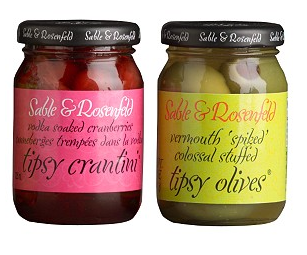 Sable & Rosenfeld
Sable & Rosenfeld
vodka soaked cranberries
canneberges trempées dans la vodka
tipsy crantini
Sable & Rosenfeld
Sable & Rosenfeld
vermouth 'spiked'
colossal stuffed
tipsy olives®